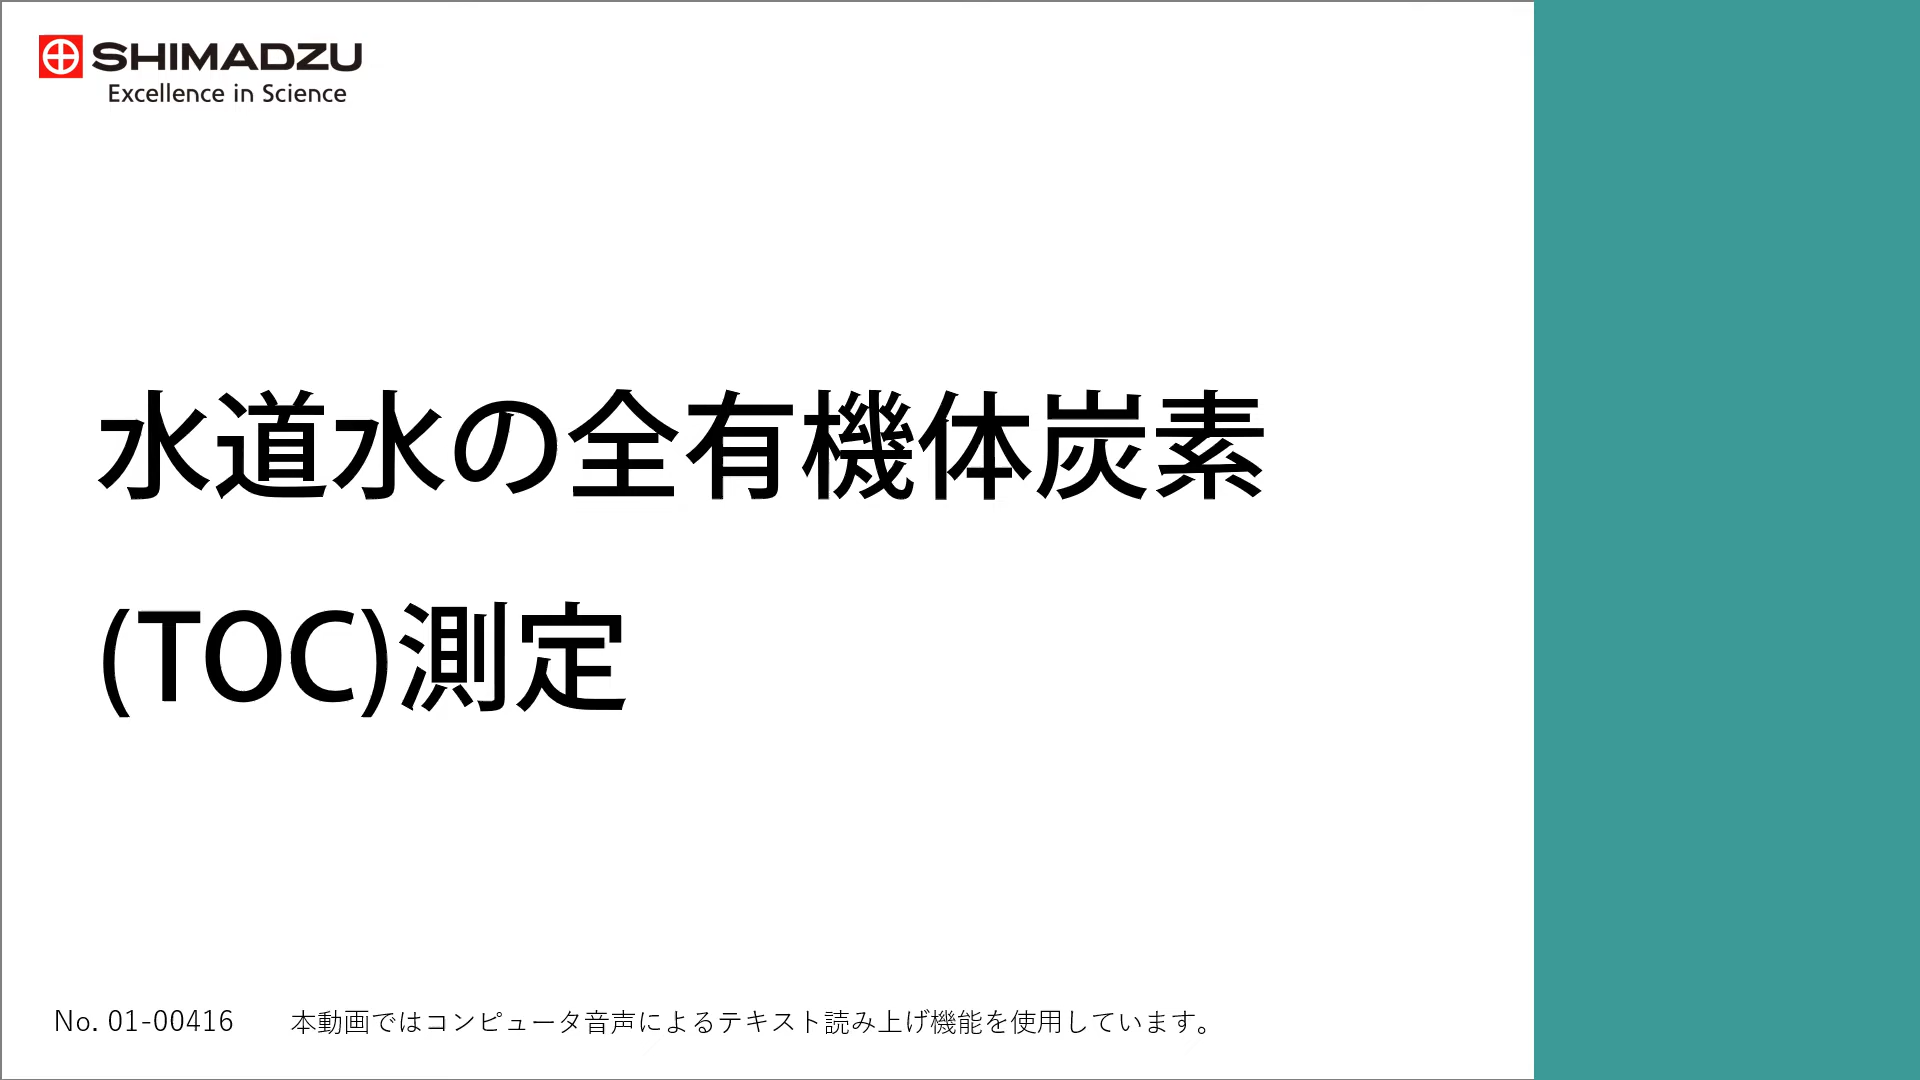 SHIMADZU
Excellence in Science
水道水の全有機体炭素
(TOC)測定
No. 01-00416 本動画ではコンピュータ音声によるテキスト読み上げ機能を使用しています。